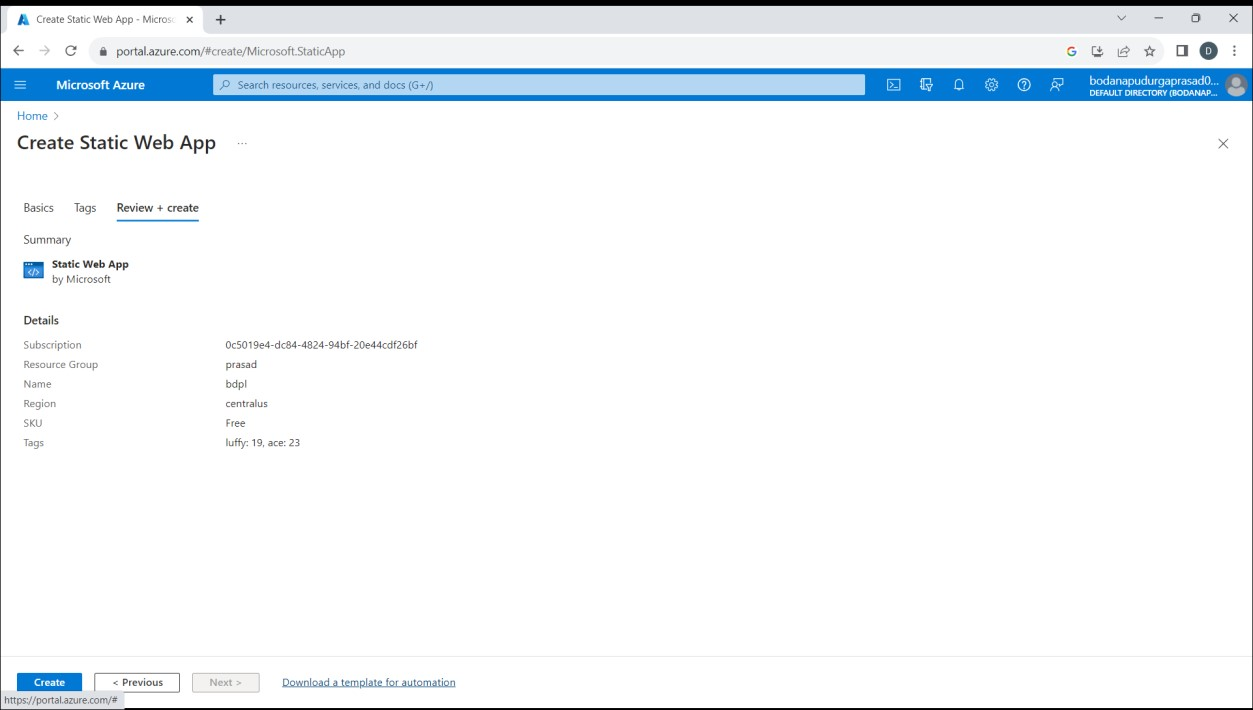 Create Static Web App - Microso
portal.azure.com/#create/Microsoft.StaticApp
G
D
Microsoft Azure
Search resources, services, and docs (G+/)
bodanapudurgaprasad0...
DEFAULT DIRECTORY (BODANAP...
Home >
Create Static Web App ...
Basics Tags Review + create
Summary
Static Web App
by Microsoft
Details
Subscription 0c5019e4-dc84-4824-94bf-20e44cdf26bf
Resource Group prasad
Name bdpl
Region centralus
SKU Free
Tags luffy: 19, ace: 23
Create < Previous Next > Download a template for automation
https://portal.azure.com/#